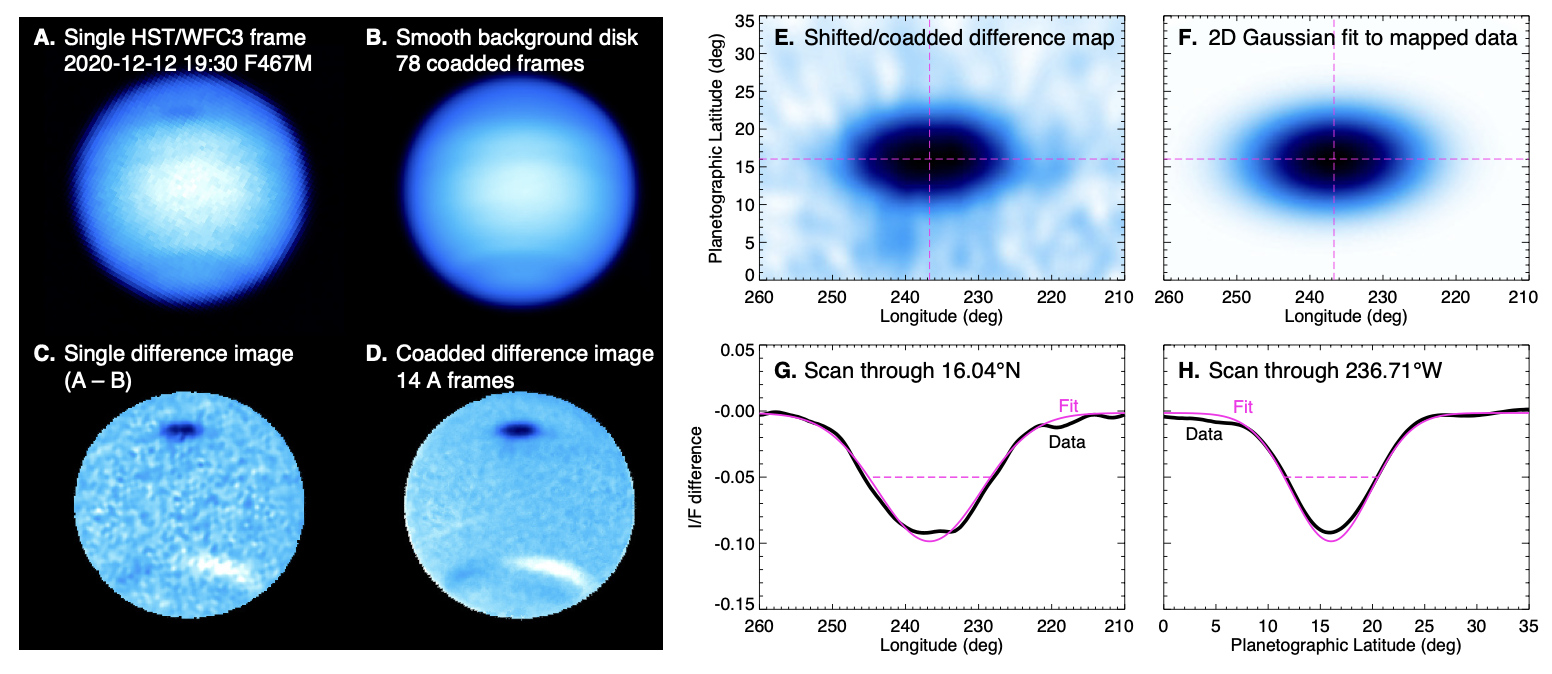 A. Single HST/WFC3 frame
2020-12-12 19:30 F467M
B. Smooth background disk
78 coadded frames
C. Single difference image
(A – B)
D. Coadded difference image
14 A frames
E. Shifted/coadded difference map
Planetographic Latitude (deg)
35
30
25
20
15
10
5
0
260 250 240 230 220 210
Longitude (deg)
F. 2D Gaussian fit to mapped data
260 250 240 230 220 210
Longitude (deg)
G. Scan through 16.04°N
I/F difference
0.05
-0.00
-0.05
-0.10
-0.15
Fit
Data
260 250 240 230 220 210
Longitude (deg)
H. Scan through 236.71°W
Fit
Data
0 5 10 15 20 25 30 35
Planetographic Latitude (deg)